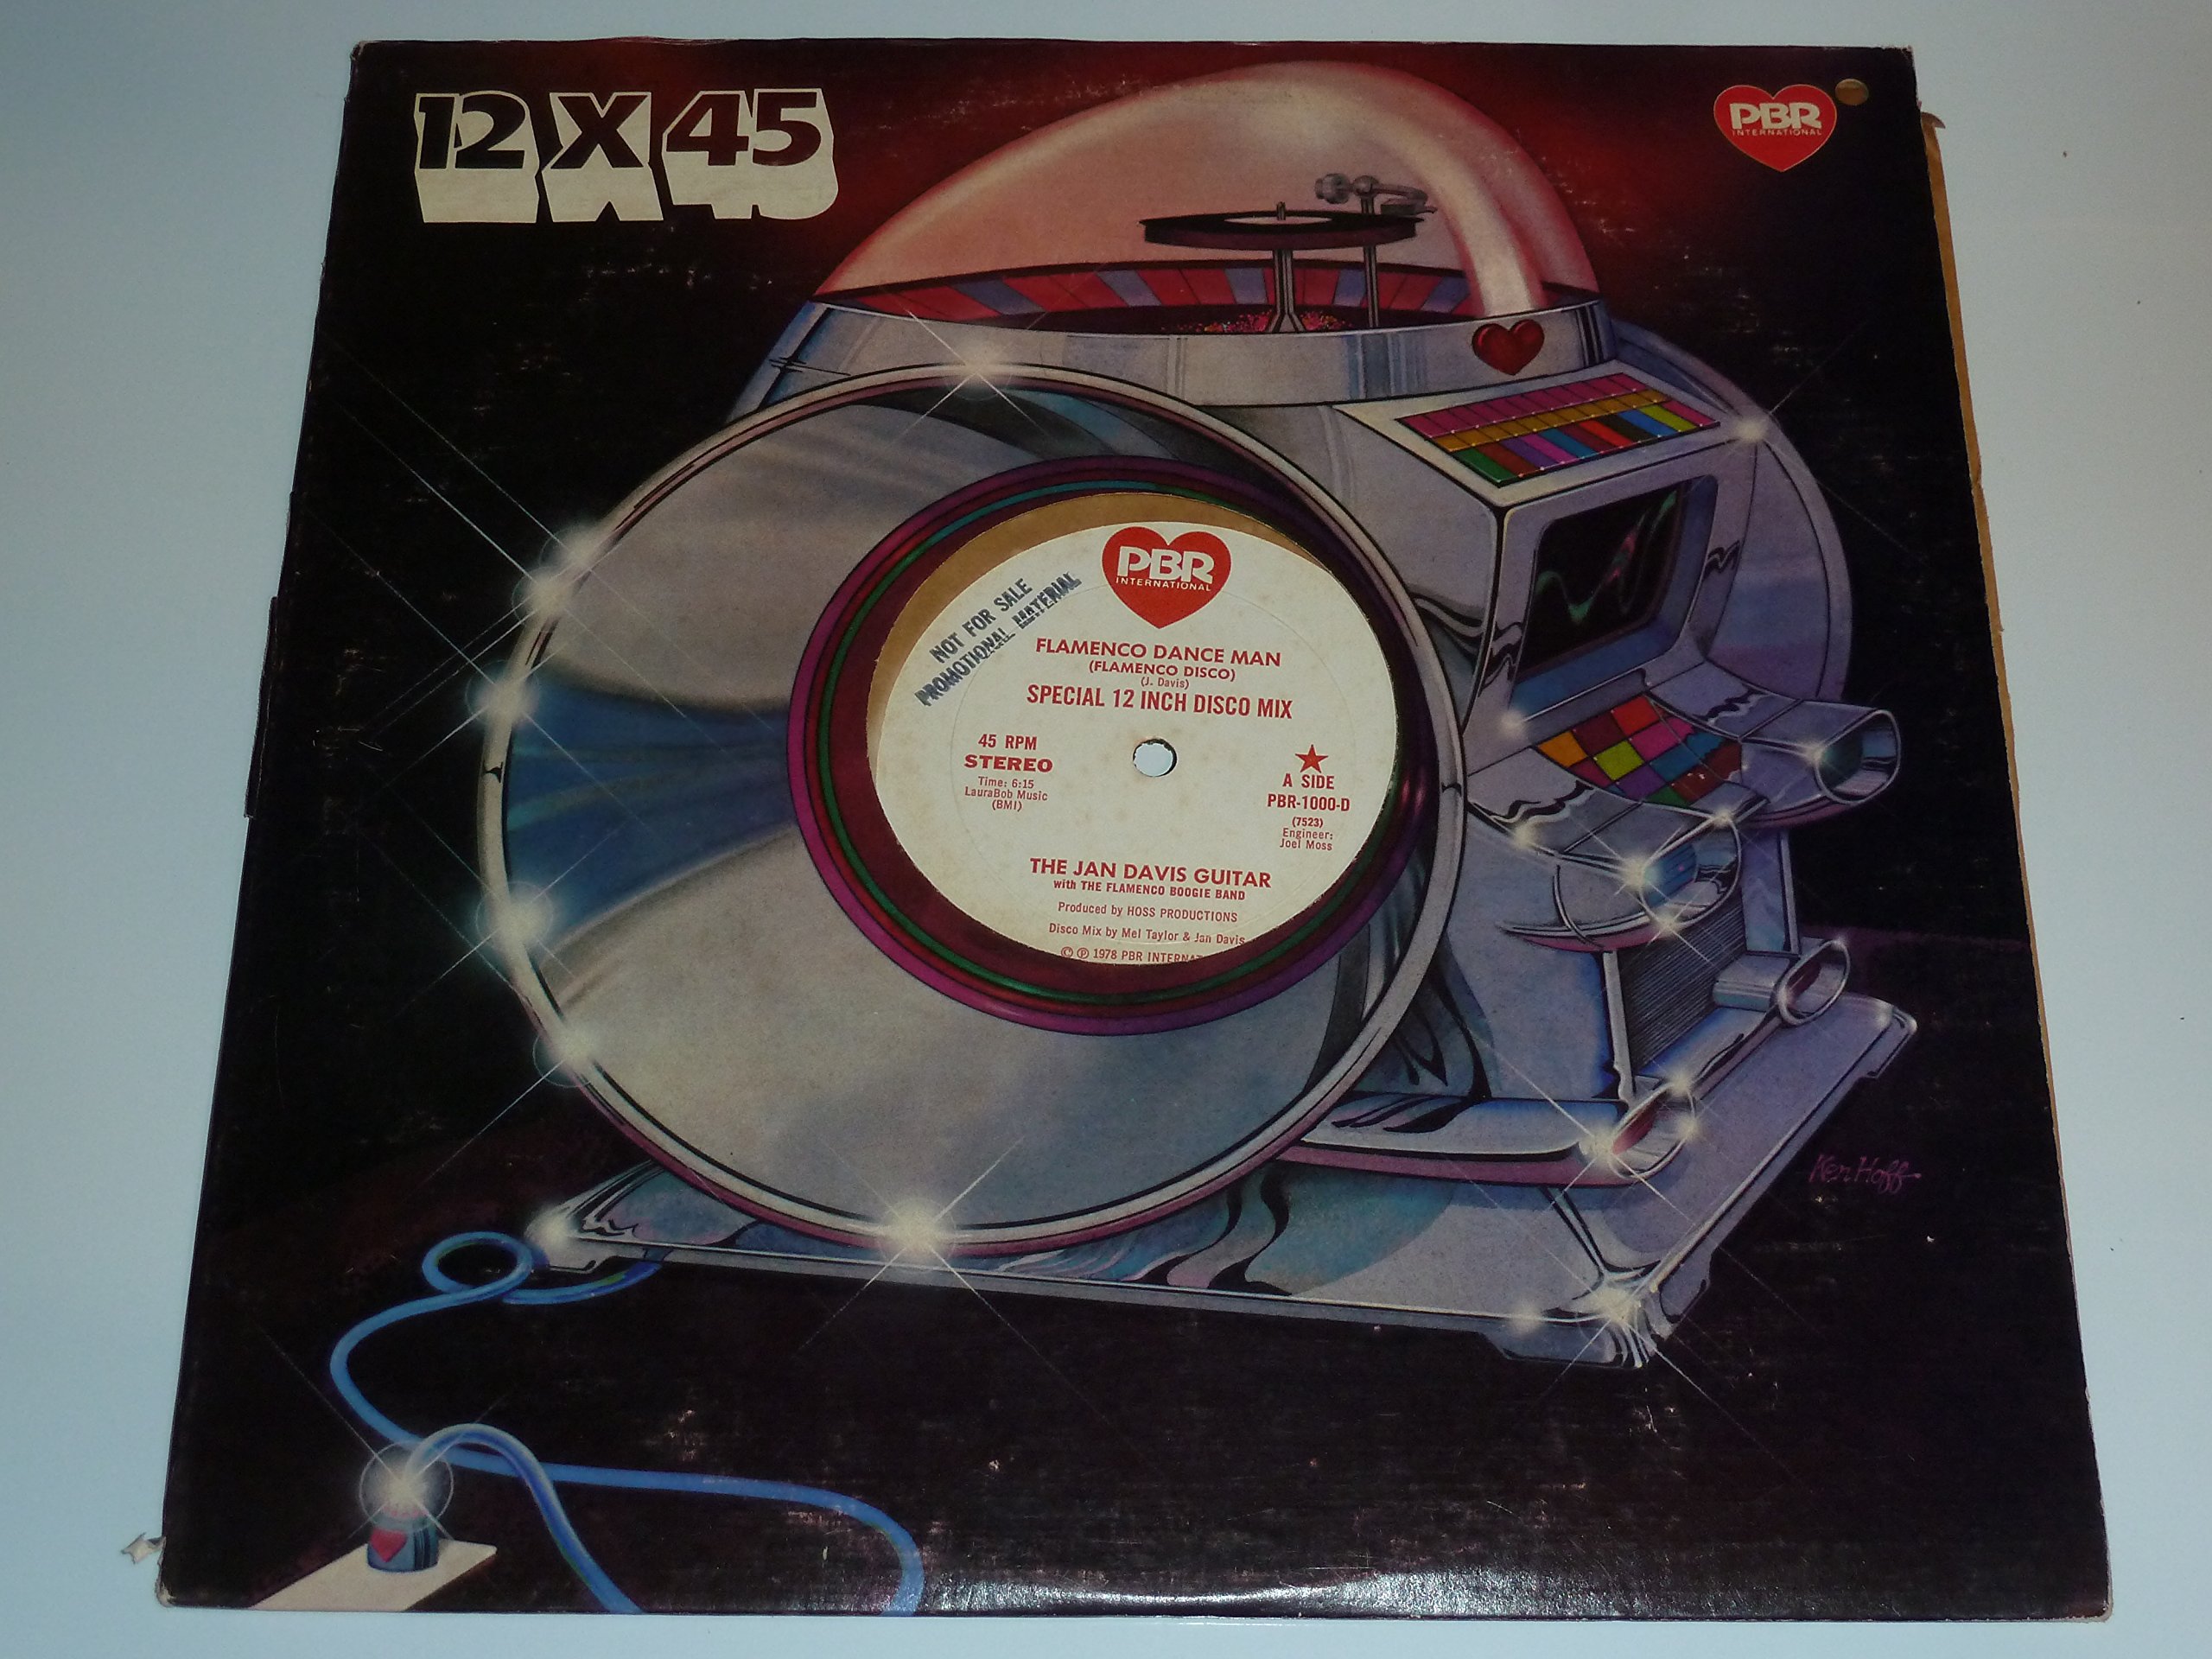 12 X 45
PBR
INTERNATIONAL
PBR
INTERNATIONAL
NOT FOR SALE
PROMOTIONAL MATERIAL
FLAMENCO DANCE MAN
(FLAMENCO DISCO)
(J. Davis)
SPECIAL 12 INCH DISCO MIX
45 RPM
STEREO
Time: 6:15
LauraBob Music
(BMI)
A SIDE
PBR-1000-D
(7523)
Engineer:
Joel Moss
THE JAN DAVIS GUITAR
with THE FLAMENCO BOOGIE BAND
Produced by HOSS PRODUCTIONS
Disco Mix by Mel Taylor & Jan Davis
© ℗ 1978 PBR INTERNAT
Ken Hoff